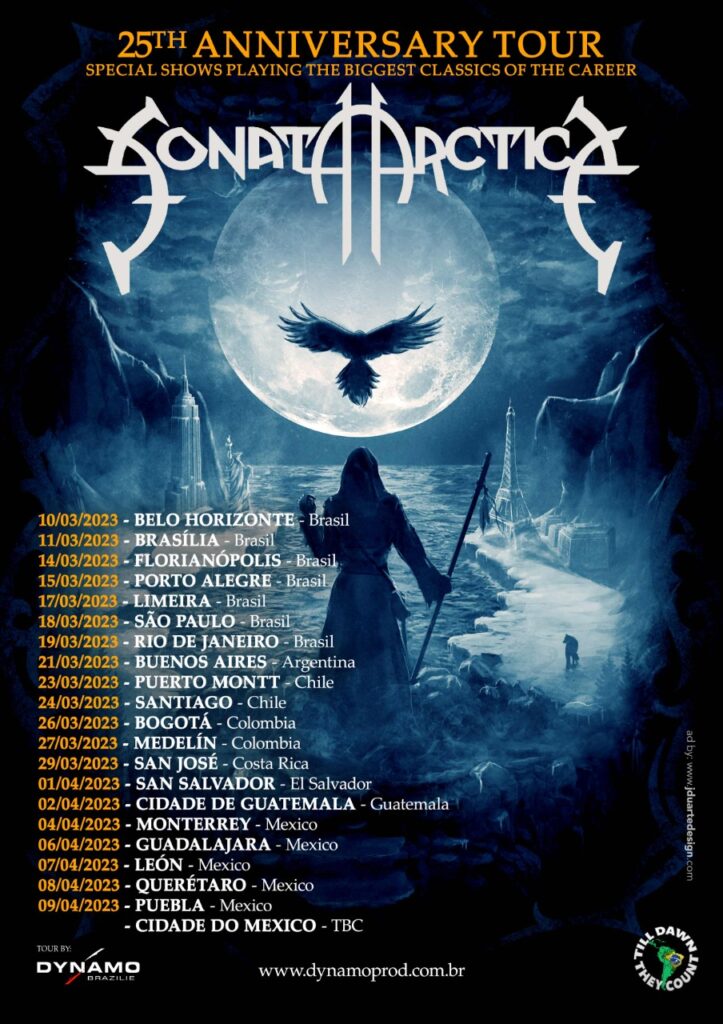 25TH ANNIVERSARY TOUR
SPECIAL SHOWS PLAYING THE BIGGEST CLASSICS OF THE CAREER
SONATA ARCTICA
10/03/2023 - BELO HORIZONTE - Brasil
11/03/2023 - BRASÍLIA - Brasil
14/03/2023 - FLORIANÓPOLIS - Brasil
15/03/2023 - PORTO ALEGRE - Brasil
17/03/2023 - LIMEIRA - Brasil
18/03/2023 - SÃO PAULO - Brasil
19/03/2023 - RIO DE JANEIRO - Brasil
21/03/2023 - BUENOS AIRES - Argentina
23/03/2023 - PUERTO MONTT - Chile
24/03/2023 - SANTIAGO - Chile
26/03/2023 - BOGOTÁ - Colombia
27/03/2023 - MEDELÍN - Colombia
29/03/2023 - SAN JOSÉ - Costa Rica
01/04/2023 - SAN SALVADOR - El Salvador
02/04/2023 - CIDADE DE GUATEMALA - Guatemala
04/04/2023 - MONTERREY - Mexico
06/04/2023 - GUADALAJARA - Mexico
07/04/2023 - LEÓN - Mexico
08/04/2023 - QUERÉTARO - Mexico
09/04/2023 - PUEBLA - Mexico
- CIDADE DO MEXICO - TBC
ad by: www.jduartedesign.com
TOUR BY:
DYNAMO
BRAZILIE
www.dynamoprod.com.br
TILL DAWN
THEY COUNT